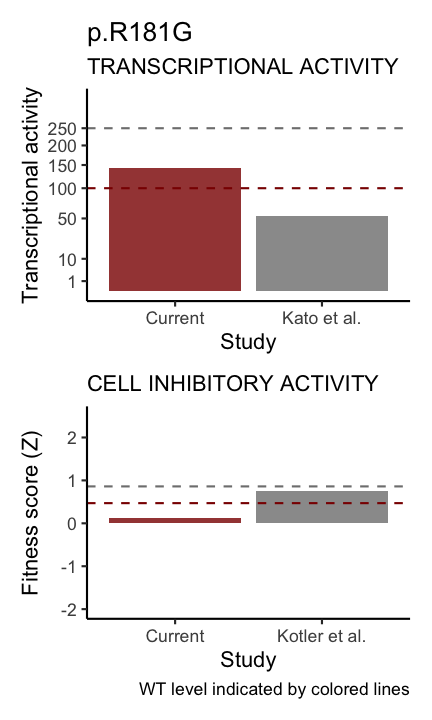 p.R181G
TRANSCRIPTIONAL ACTIVITY
Transcriptional activity
250
200
150
100
50
10
1
Current
Kato et al.
Study
CELL INHIBITORY ACTIVITY
Fitness score (Z)
2
1
0
-1
-2
Current
Kotler et al.
Study
WT level indicated by colored lines